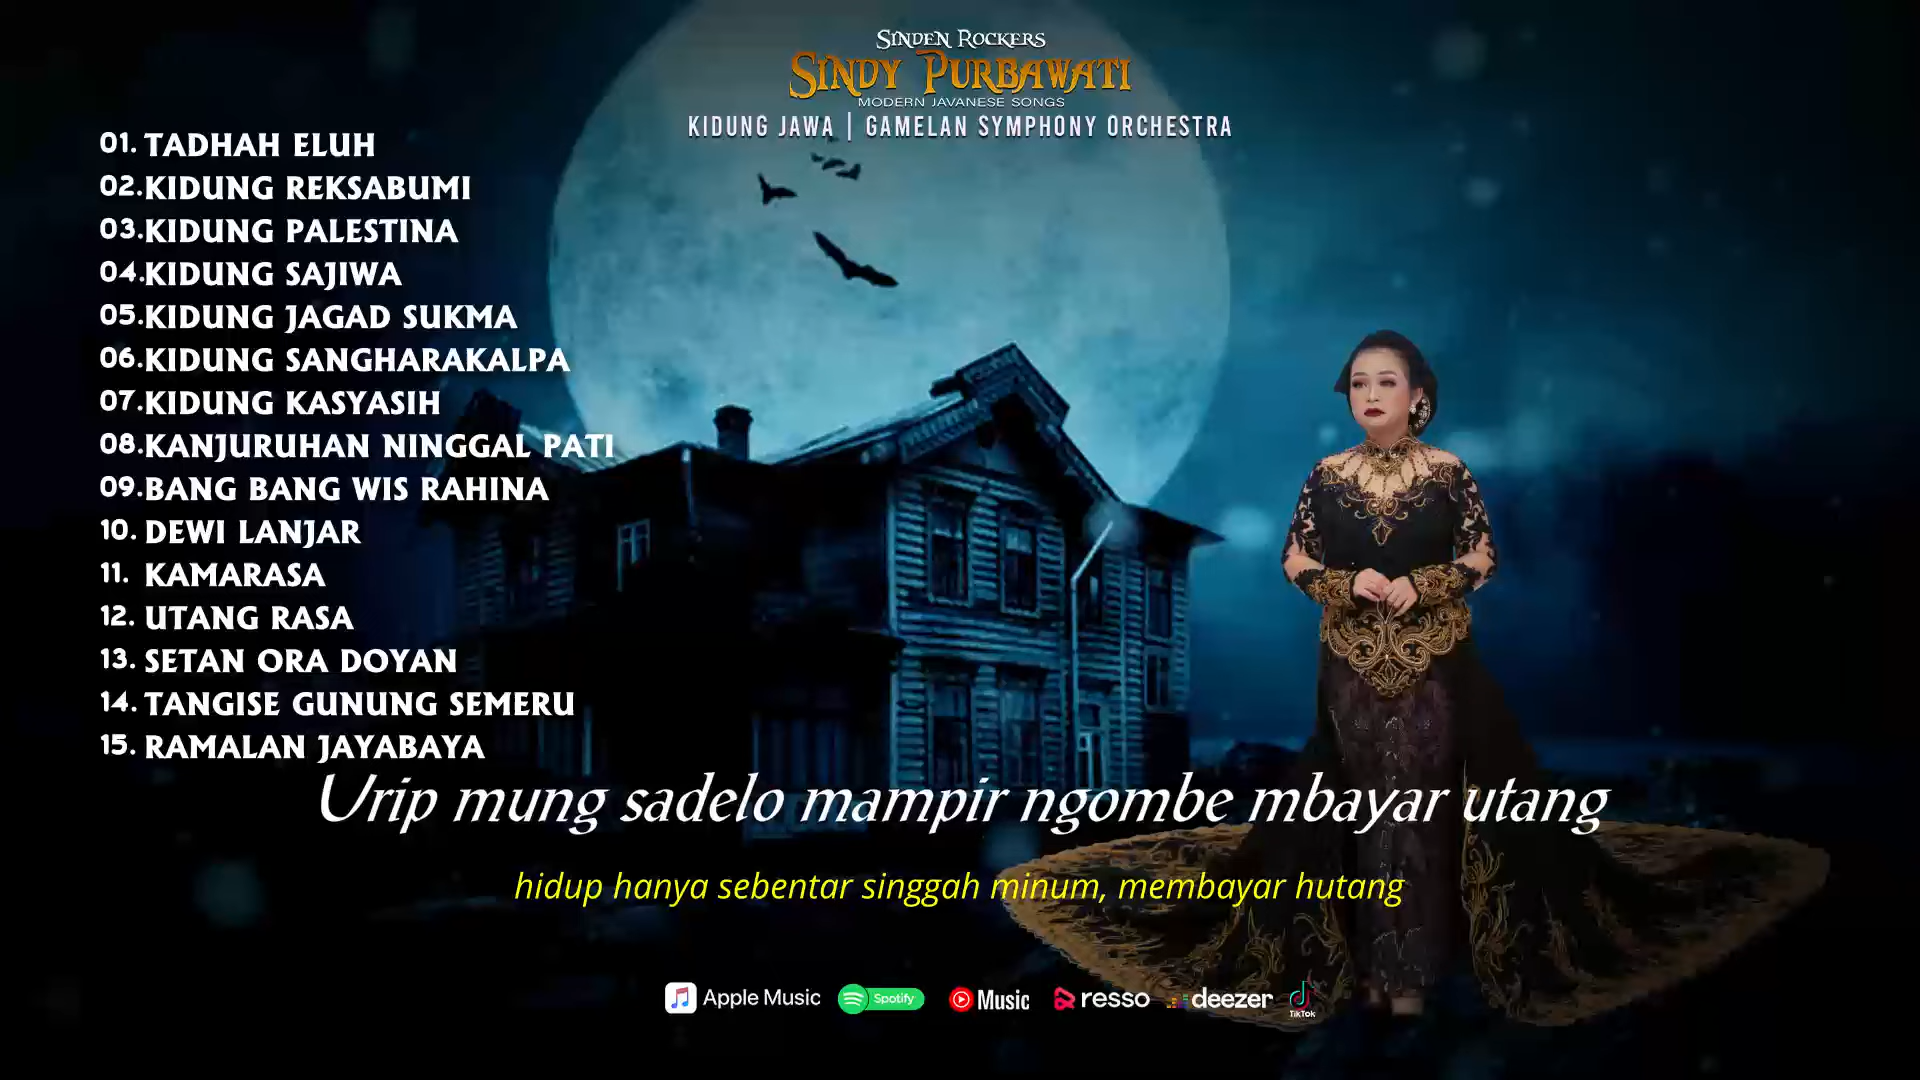 SINDEN ROCKERS
SINDY PURBAWATI
MODERN JAVANESE SONGS
KIDUNG JAWA | GAMELAN SYMPHONY ORCHESTRA
01. TADHAH ELUH
02. KIDUNG REKSABUMI
03. KIDUNG PALESTINA
04. KIDUNG SAJIWA
05. KIDUNG JAGAD SUKMA
06. KIDUNG SANGHARAKALPA
07. KIDUNG KASYASIH
08. KANJURUHAN NINGGAL PATI
09. BANG BANG WIS RAHINA
10. DEWI LANJAR
11. KAMARASA
12. UTANG RASA
13. SETAN ORA DOYAN
14. TANGISE GUNUNG SEMERU
15. RAMALAN JAYABAYA
Urip mung sadelo mampir ngombe mbayar utang
hidup hanya sebentar singgah minum, membayar hutang
Apple Music Spotify Music resso deezer TikTok